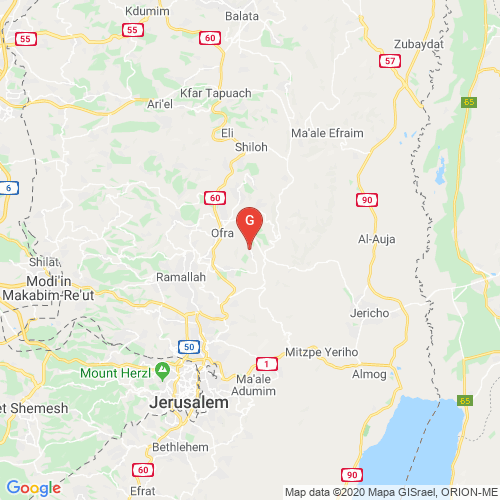 Kdumim
Balata
55
60
55
57
Zubaydat
Kfar Tapuach
Ari'el
65
Eli
Ma'ale Efraim
Shiloh
6
60
90
G
Ofra
Al-Auja
Shilat
Modi'in
Makabim-Re'ut
Ramallah
Jericho
50
Mitzpe Yeriho
1
Mount Herzl
Ma'ale
Adumim
Almog
Jerusalem
65
et Shemesh
Bethlehem
60
90
Efrat
Google
Map data ©2020 Mapa GISrael, ORION-ME